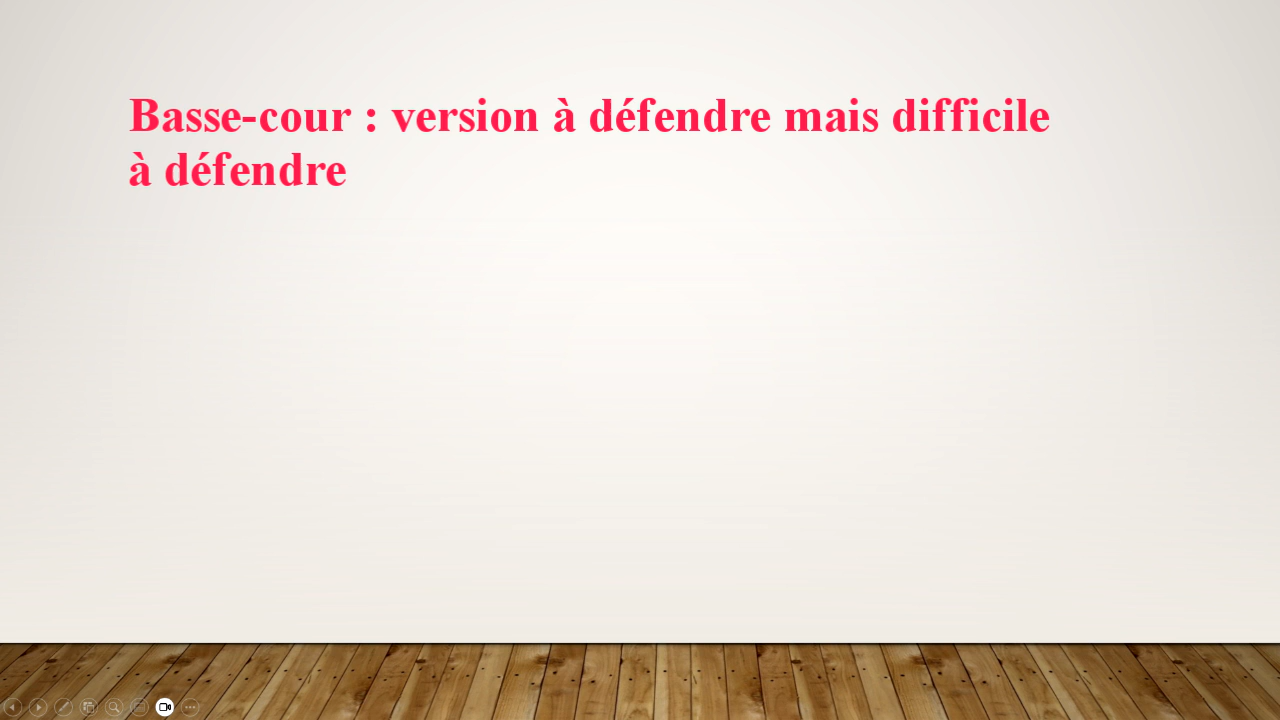 Basse-cour : version à défendre mais difficile
à défendre